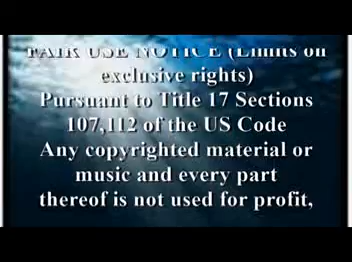 FAIR USE NOTICE (Limits on
exclusive rights)
Pursuant to Title 17 Sections
107,112 of the US Code
Any copyrighted material or
music and every part
thereof is not used for profit,